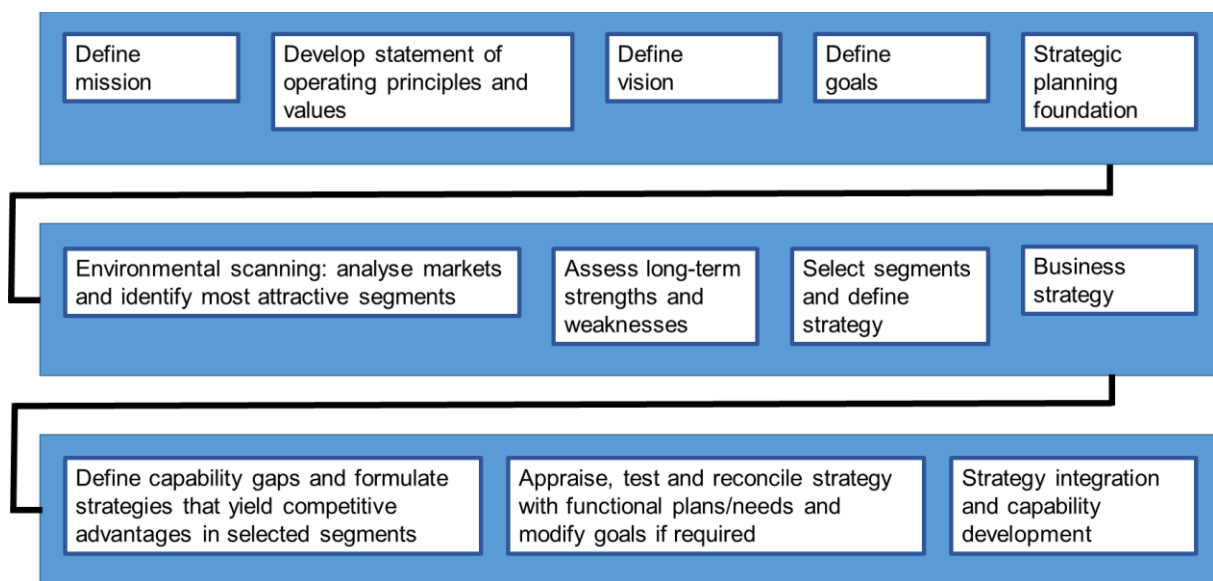 Define
mission
Develop statement of
operating principles and
values
Define
vision
Define
goals
Strategic
planning
foundation
Environmental scanning: analyse markets
and identify most attractive segments
Assess long-term
strengths and
weaknesses
Select segments
and define
strategy
Business
strategy
Define capability gaps and formulate
strategies that yield competitive
advantages in selected segments
Appraise, test and reconcile strategy
with functional plans/needs and
modify goals if required
Strategy integration
and capability
development